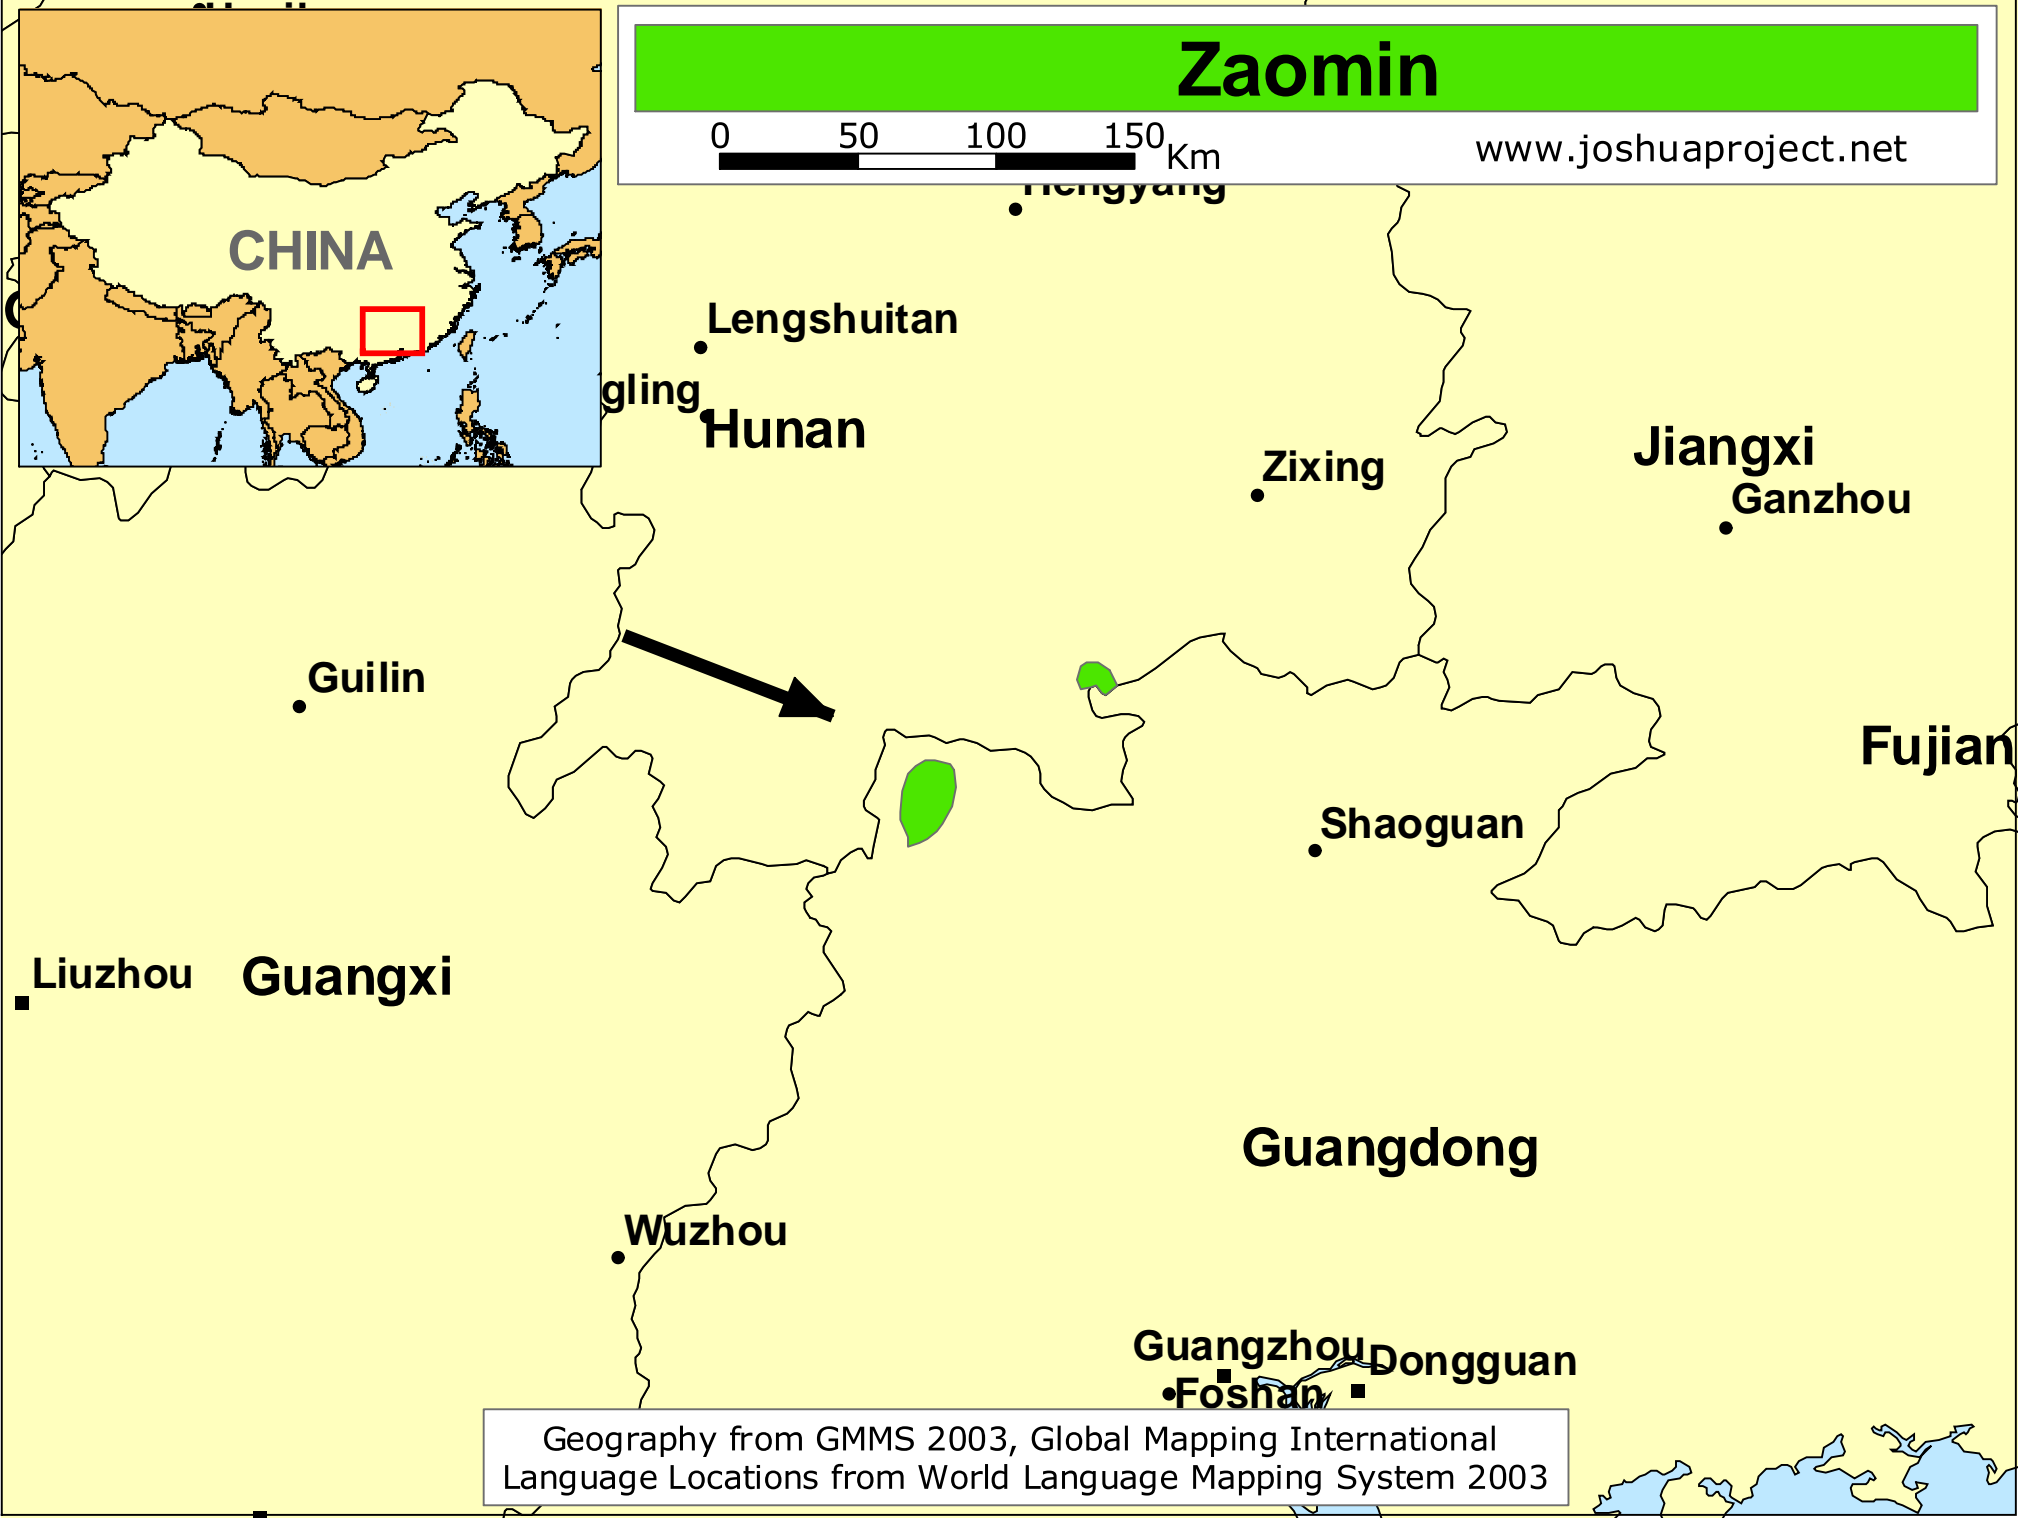 Zaomin
0 50 100 150 Km
www.joshuaproject.net
CHINA
Hengyang
Lengshuitan
gling
Hunan
Zixing
Jiangxi
Ganzhou
Guilin
Fujian
Shaoguan
Liuzhou
Guangxi
Guangdong
Wuzhou
Guangzhou
Dongguan
Foshan
Geography from GMMS 2003, Global Mapping International
Language Locations from World Language Mapping System 2003